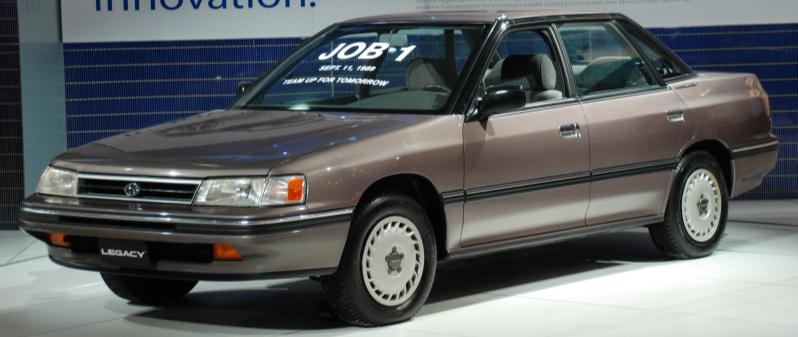 innovation.
JOB 1
SEPT. 11, 1989
TEAM UP FOR TOMORROW
LEGACY